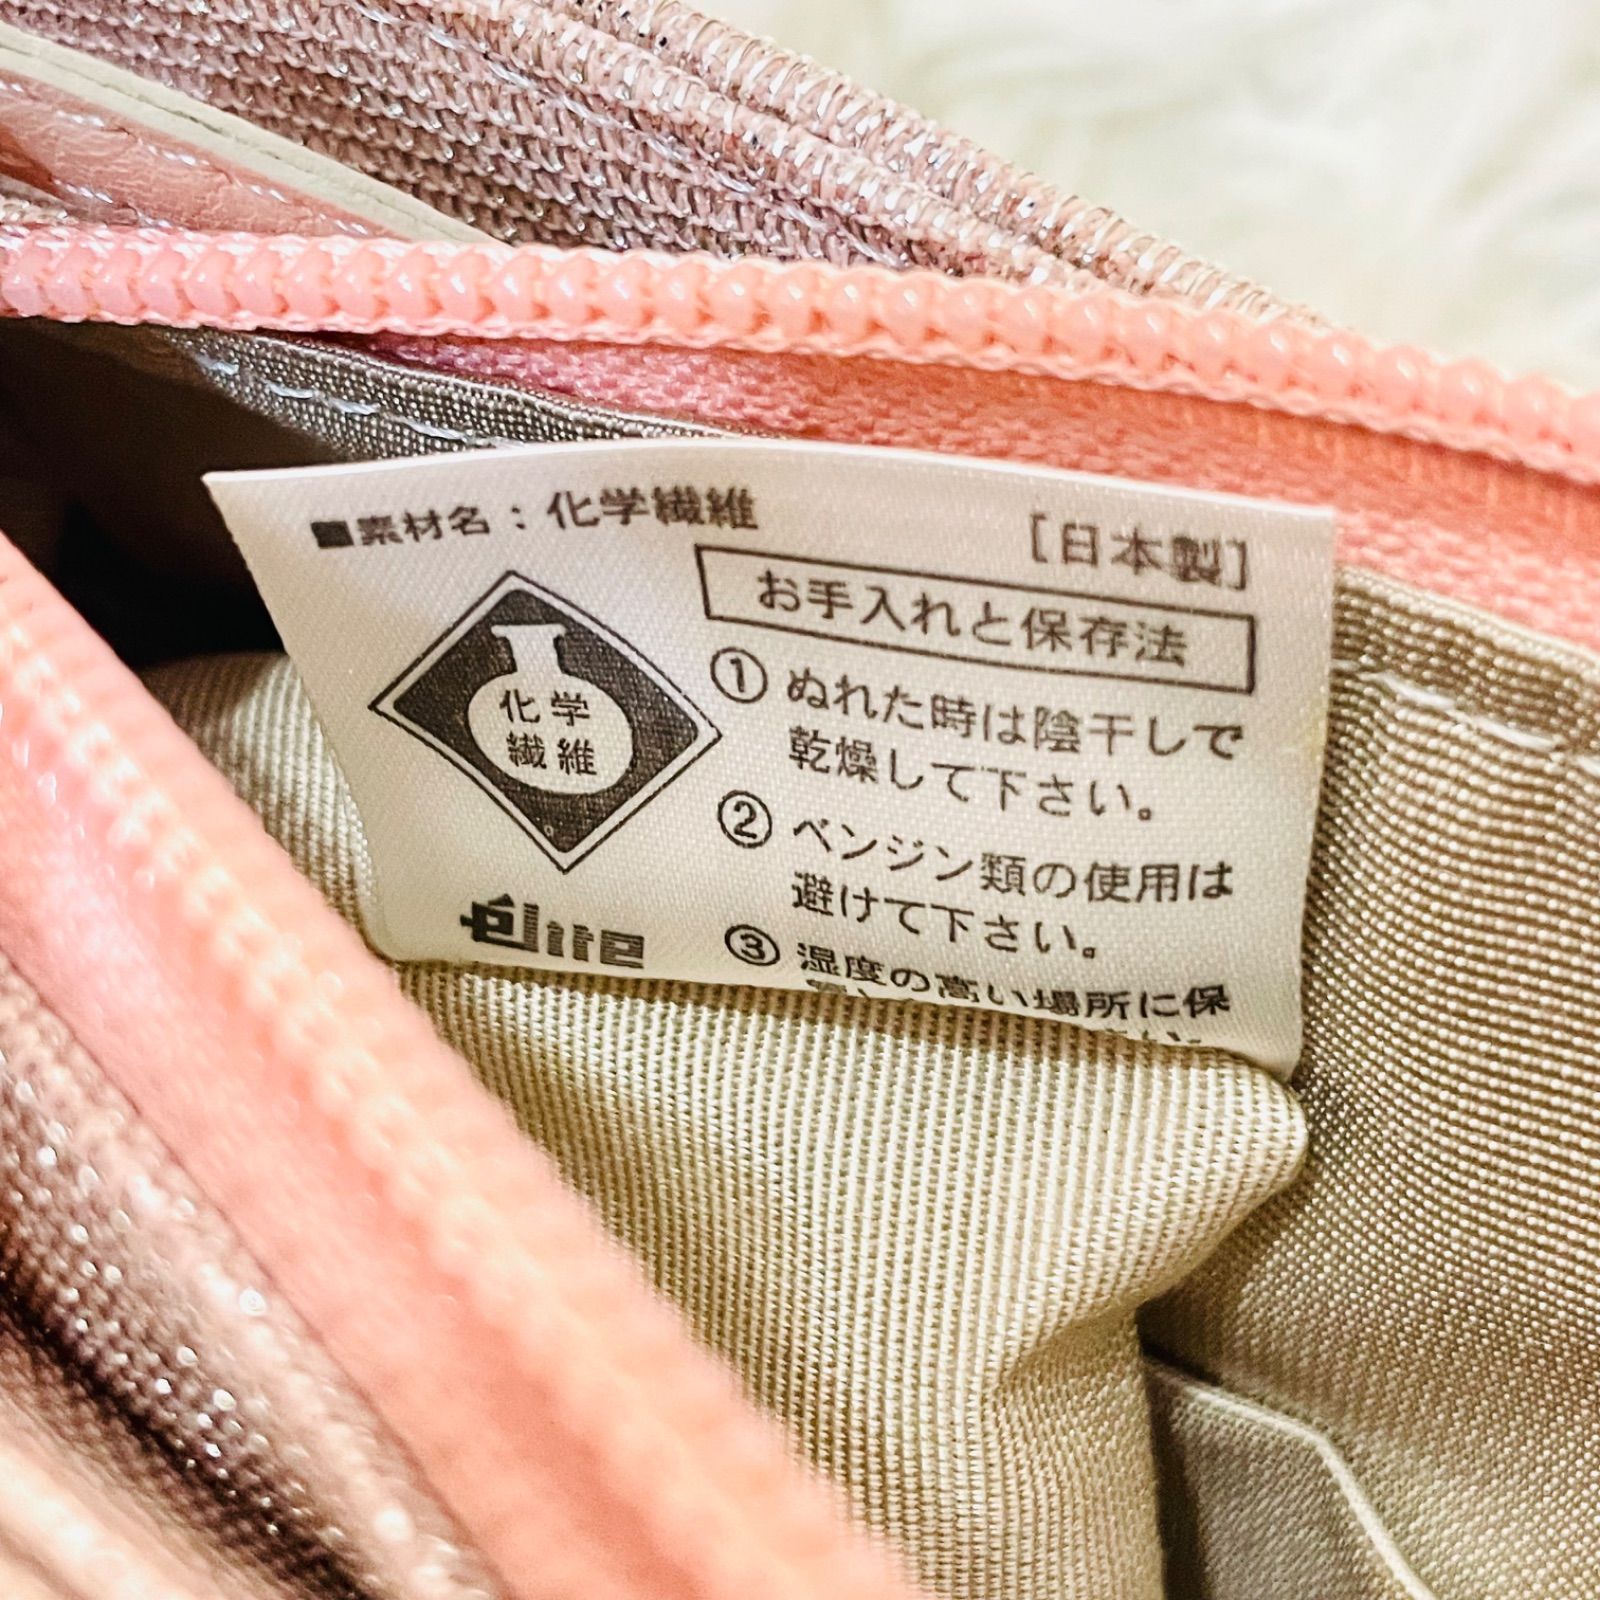 ■素材名：化学繊維
[日本製]
化学
繊維
élite
お手入れと保存法
① ぬれた時は陰干しで
乾燥して下さい。
② ベンジン類の使用は
避けて下さい。
③ 湿度の高い場所に保